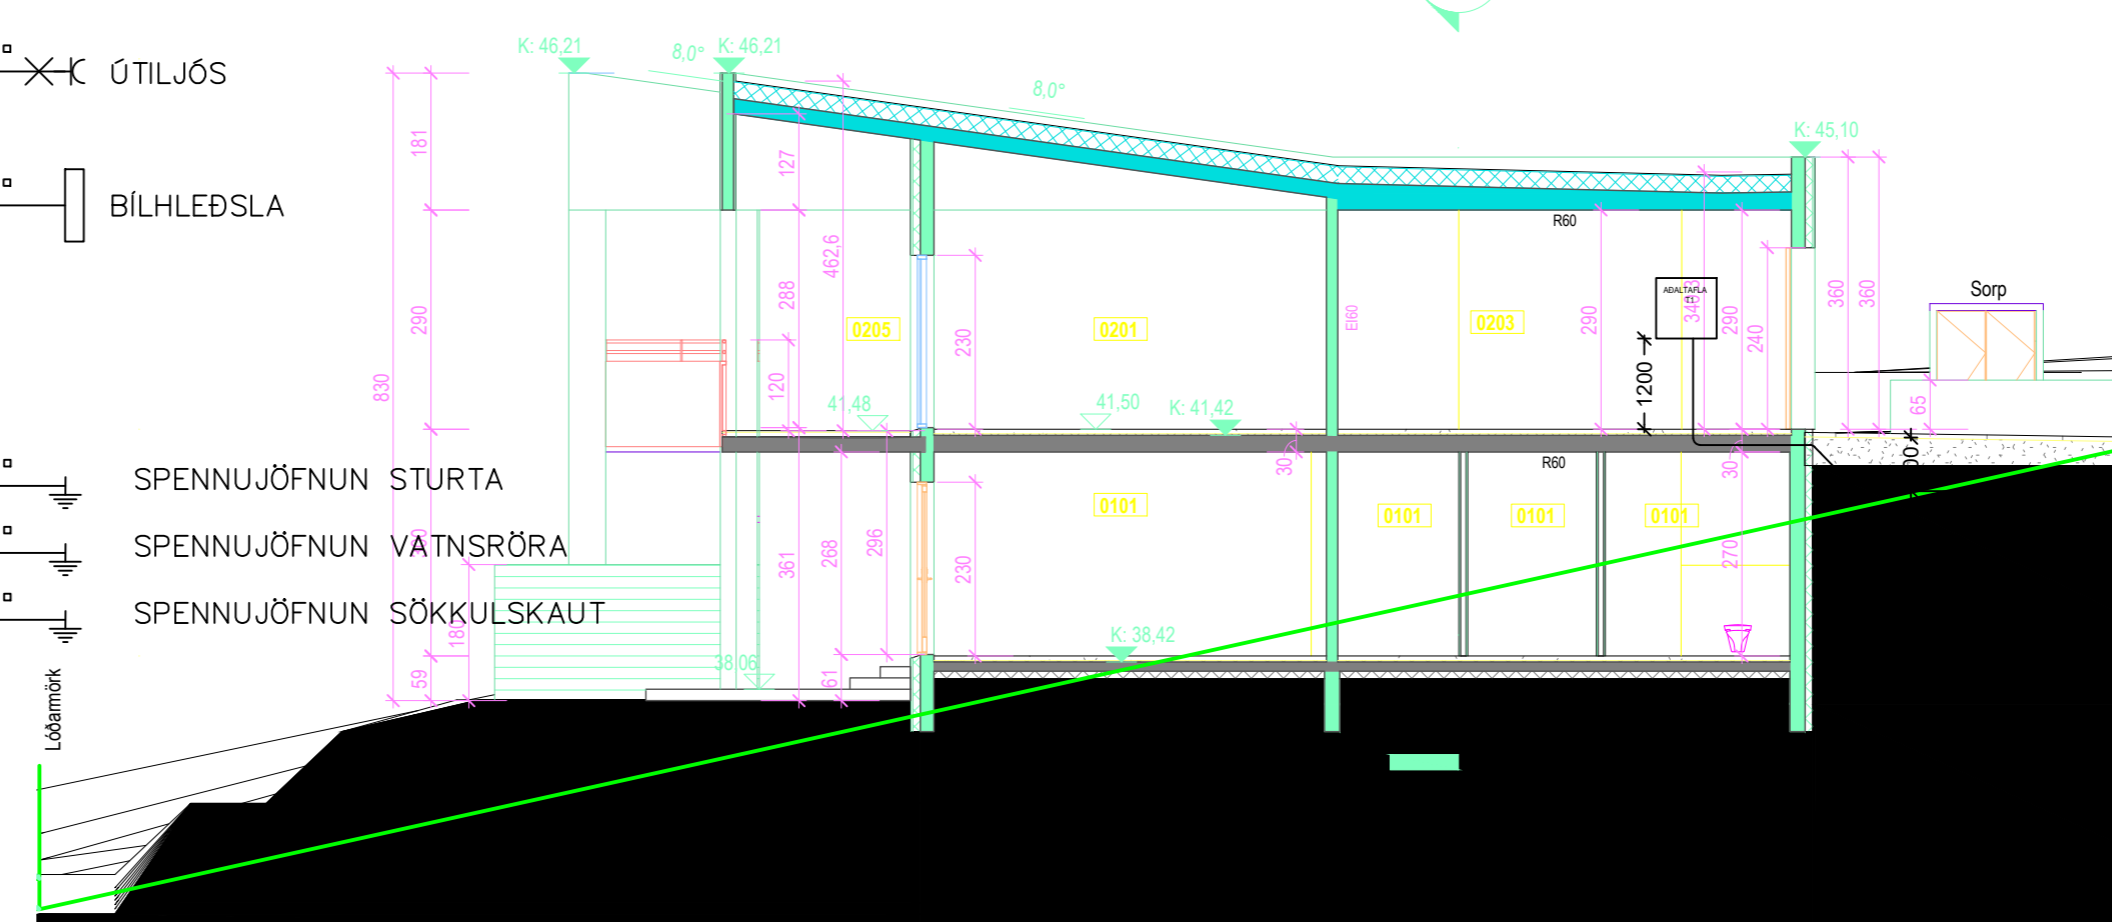 ÚTILJÓS
BÍLHLEÐSLA
SPENNUJÖFNUN STURTA
SPENNUJÖFNUN VATNSRÖRA
SPENNUJÖFNUN SÖKKULSKAUT
Lóðamörk
K: 46,21
8,0°
K: 46,21
8,0°
K: 45,10
181
290
830
59
180
127
288
462,6
120
361
268
296
61
230
230
0205
0201
0203
R60
EI60
290
290
240
360
360
AÐALTAFLA
1200
Sorp
65
41,48
41,50
K: 41,42
30
30
R60
0101
0101
0101
0101
270
K: 38,42
38.06